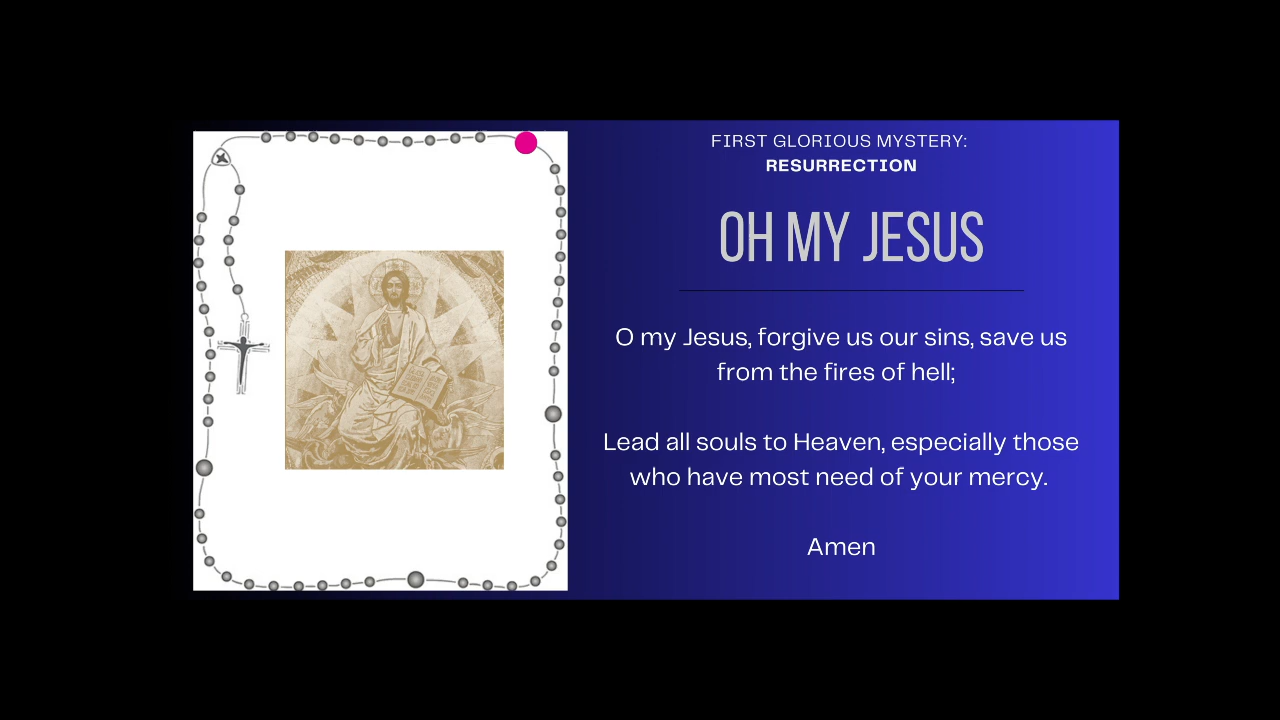 FIRST GLORIOUS MYSTERY:
RESURRECTION
OH MY JESUS
O my Jesus, forgive us our sins, save us
from the fires of hell;
Lead all souls to Heaven, especially those
who have most need of your mercy.
Amen